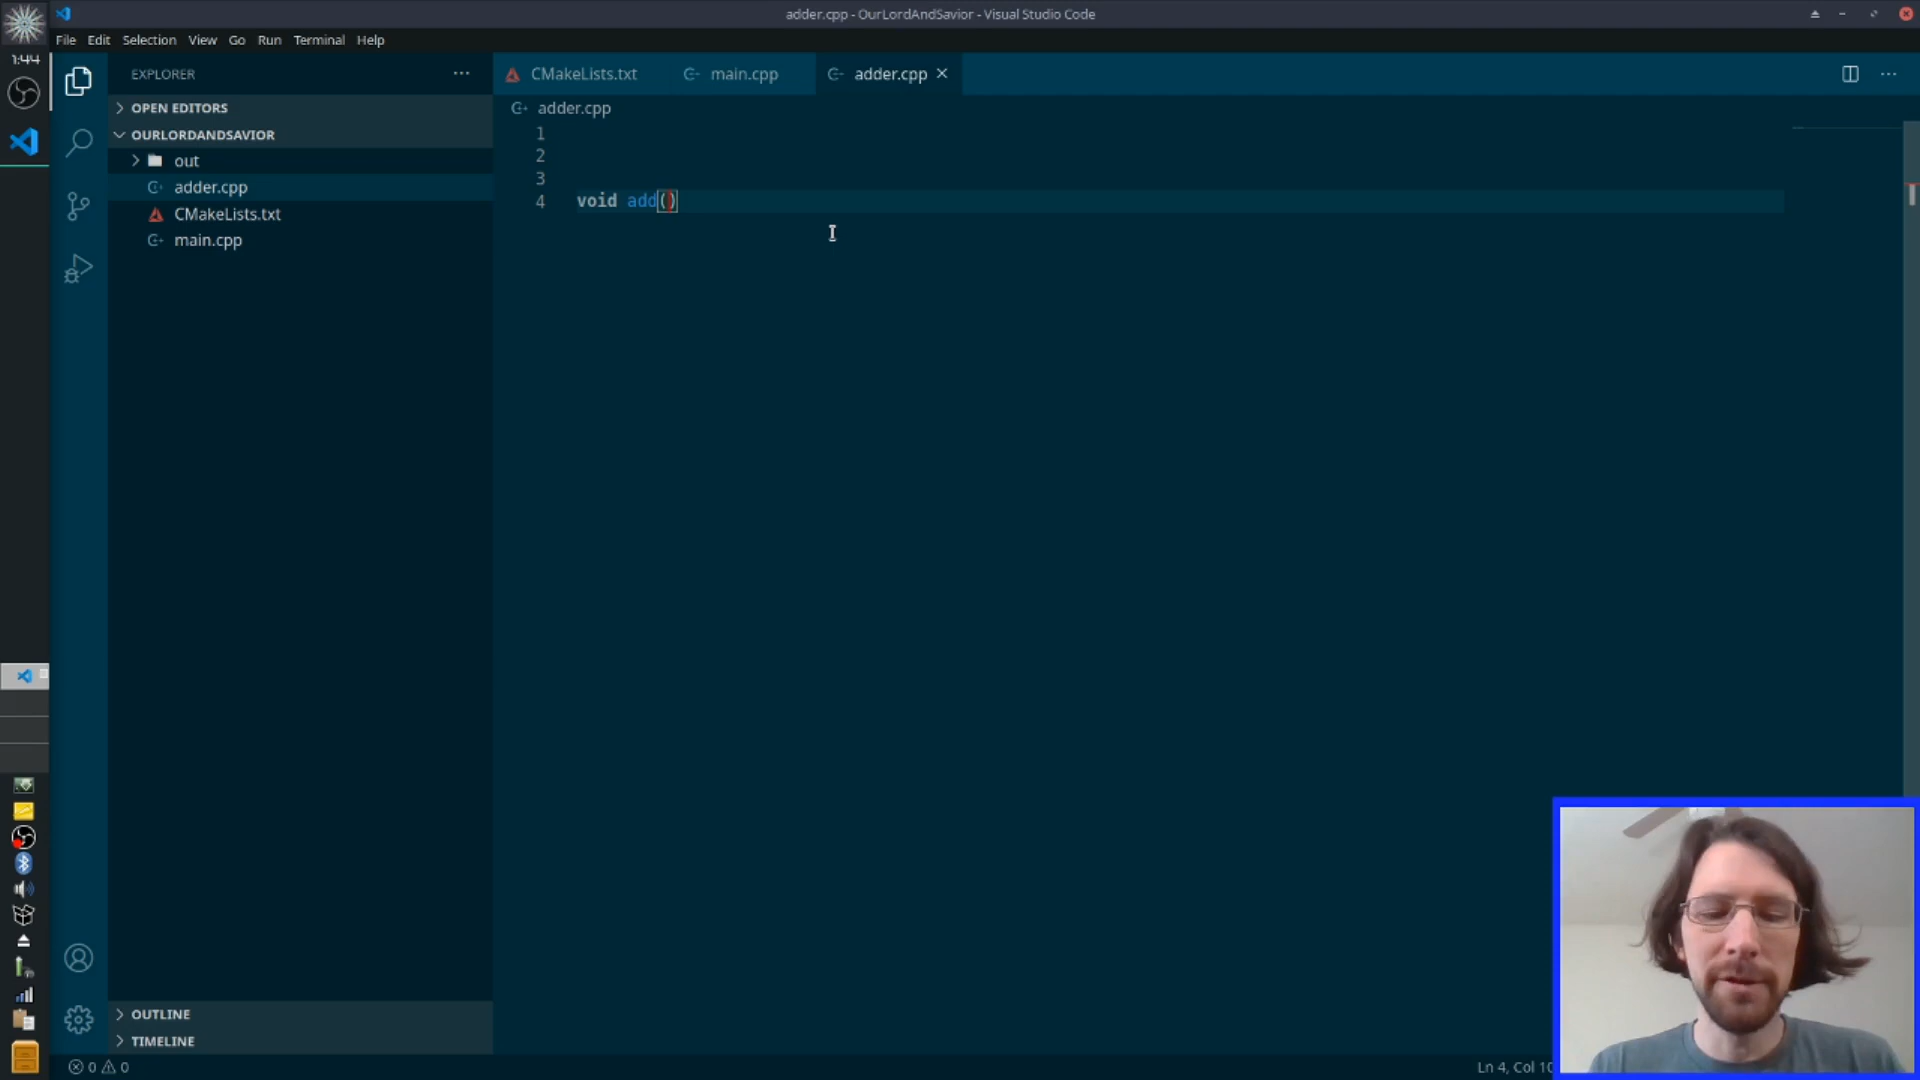 adder.cpp - OurLordAndSavior - Visual Studio Code
File Edit Selection View Go Run Terminal Help
1:44
EXPLORER
OPEN EDITORS
OURLORDANDSAVIOR
out
adder.cpp
CMakeLists.txt
main.cpp
CMakeLists.txt main.cpp adder.cpp
adder.cpp
1
2
3
4 void add()
OUTLINE
TIMELINE
0 0
Ln 4, Col 10